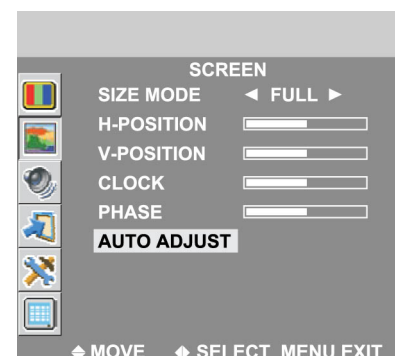 SCREEN
SIZE MODE ◄ FULL ►
H-POSITION
V-POSITION
CLOCK
PHASE
AUTO ADJUST
MOVE SELECT MENU EXIT